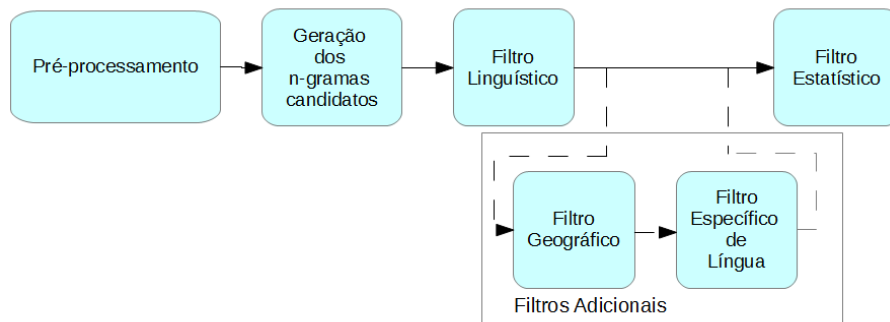 Pré-processamento
Geração
dos
n-gramas
candidatos
Filtro
Linguístico
Filtro
Estatístico
Filtro
Geográfico
Filtro
Específico
de
Língua
Filtros Adicionais